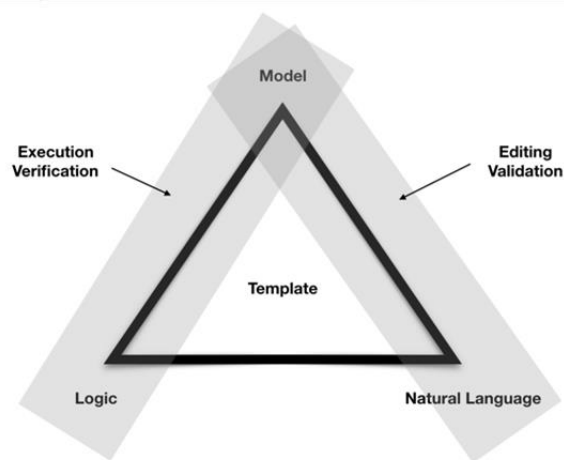 Model
Execution
Verification
Editing
Validation
Template
Logic
Natural Language